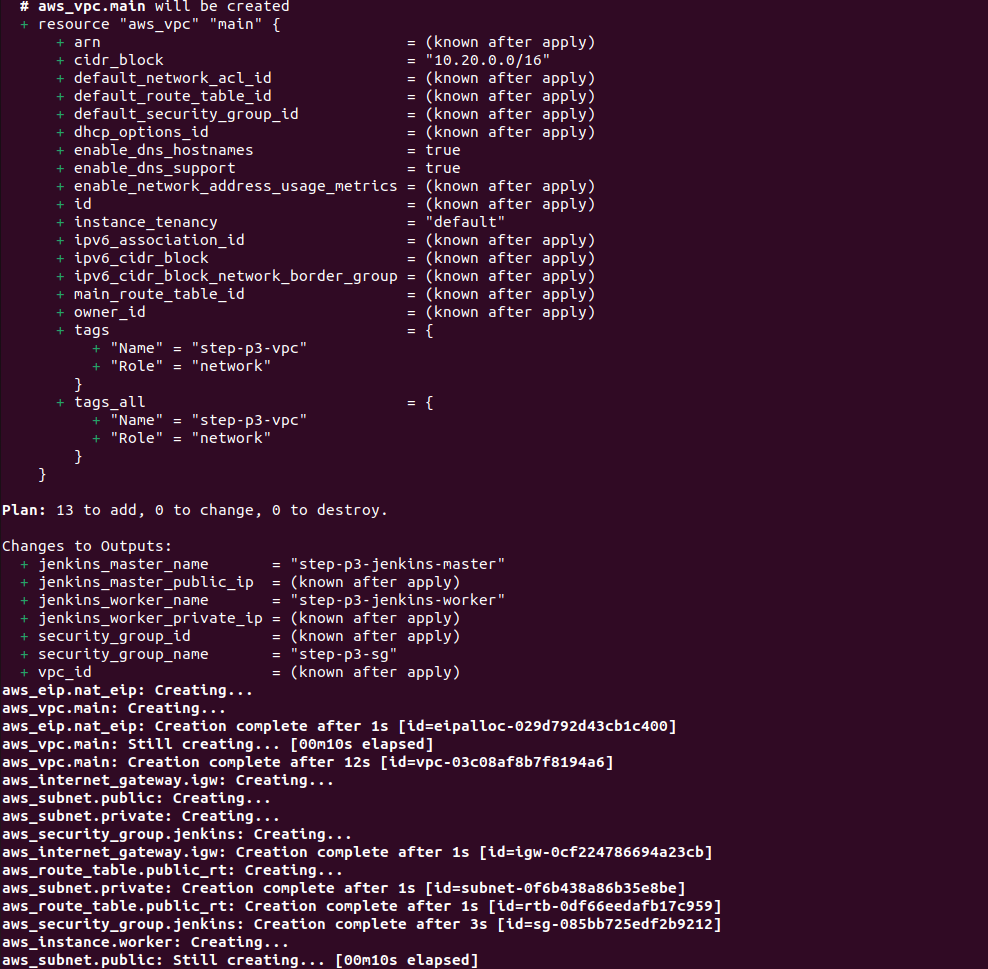 # aws_vpc.main will be created
+ resource "aws_vpc" "main" {
+ arn = (known after apply)
+ cidr_block = "10.20.0.0/16"
+ default_network_acl_id = (known after apply)
+ default_route_table_id = (known after apply)
+ default_security_group_id = (known after apply)
+ dhcp_options_id = (known after apply)
+ enable_dns_hostnames = true
+ enable_dns_support = true
+ enable_network_address_usage_metrics = (known after apply)
+ id = (known after apply)
+ instance_tenancy = "default"
+ ipv6_association_id = (known after apply)
+ ipv6_cidr_block = (known after apply)
+ ipv6_cidr_block_network_border_group = (known after apply)
+ main_route_table_id = (known after apply)
+ owner_id = (known after apply)
+ tags = {
+ "Name" = "step-p3-vpc"
+ "Role" = "network"
}
+ tags_all = {
+ "Name" = "step-p3-vpc"
+ "Role" = "network"
}
}
Plan: 13 to add, 0 to change, 0 to destroy.
Changes to Outputs:
+ jenkins_master_name = "step-p3-jenkins-master"
+ jenkins_master_public_ip = (known after apply)
+ jenkins_worker_name = "step-p3-jenkins-worker"
+ jenkins_worker_private_ip = (known after apply)
+ security_group_id = (known after apply)
+ security_group_name = "step-p3-sg"
+ vpc_id = (known after apply)
aws_eip.nat_eip: Creating...
aws_vpc.main: Creating...
aws_eip.nat_eip: Creation complete after 1s [id=eipalloc-029d792d43cb1c400]
aws_vpc.main: Still creating... [00m10s elapsed]
aws_vpc.main: Creation complete after 12s [id=vpc-03c08af8b7f8194a6]
aws_internet_gateway.igw: Creating...
aws_subnet.public: Creating...
aws_subnet.private: Creating...
aws_security_group.jenkins: Creating...
aws_internet_gateway.igw: Creation complete after 1s [id=igw-0cf224786694a23cb]
aws_route_table.public_rt: Creating...
aws_subnet.private: Creation complete after 1s [id=subnet-0f6b438a86b35e8be]
aws_route_table.public_rt: Creation complete after 1s [id=rtb-0df66eedafb17c959]
aws_security_group.jenkins: Creation complete after 3s [id=sg-085bb725edf2b9212]
aws_instance.worker: Creating...
aws_subnet.public: Still creating... [00m10s elapsed]